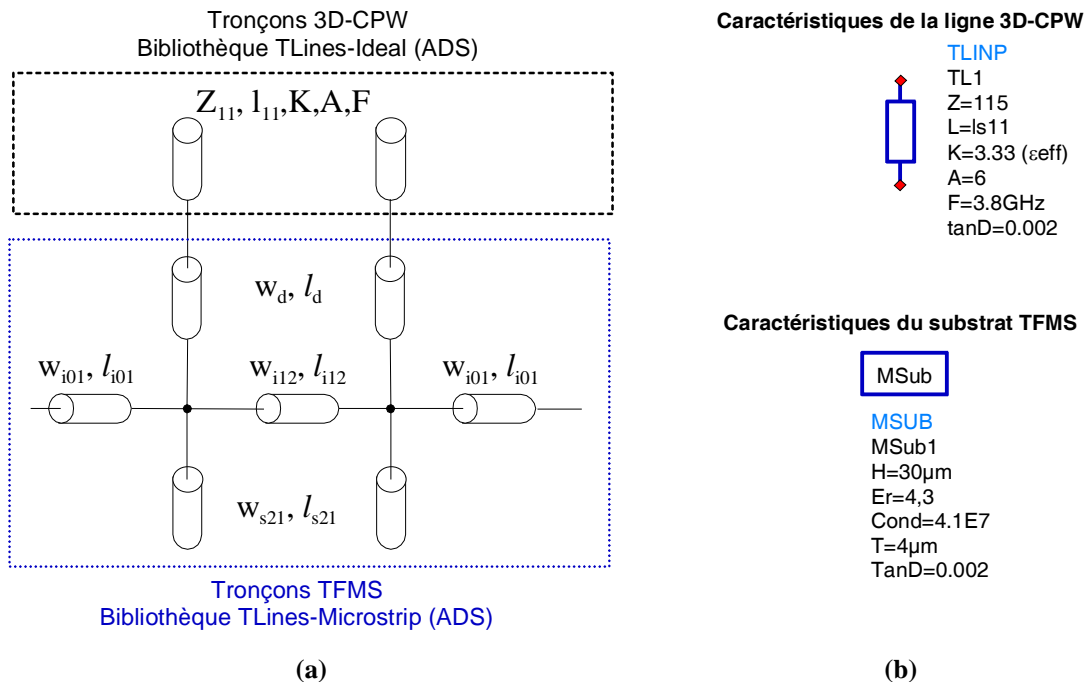 Tronçons 3D-CPW
Bibliothèque TLines-Ideal (ADS)
Z11, l11,K,A,F
wd, ld
wi01, li01
wi12, li12
wi01, li01
ws21, ls21
Tronçons TFMS
Bibliothèque TLines-Microstrip (ADS)
(a)
Caractéristiques de la ligne 3D-CPW
TLINP
TL1
Z=115
L=ls11
K=3.33 (εeff)
A=6
F=3.8GHz
tanD=0.002
Caractéristiques du substrat TFMS
MSub
MSUB
MSub1
H=30µm
Er=4,3
Cond=4.1E7
T=4µm
TanD=0.002
(b)